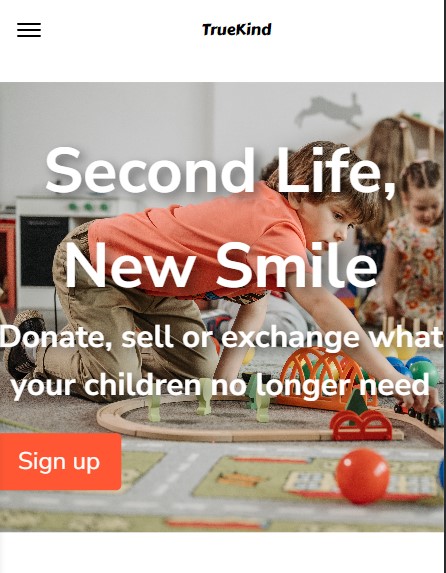 TrueKind
Second Life,
New Smile
Donate, sell or exchange what
your children no longer need
Sign up